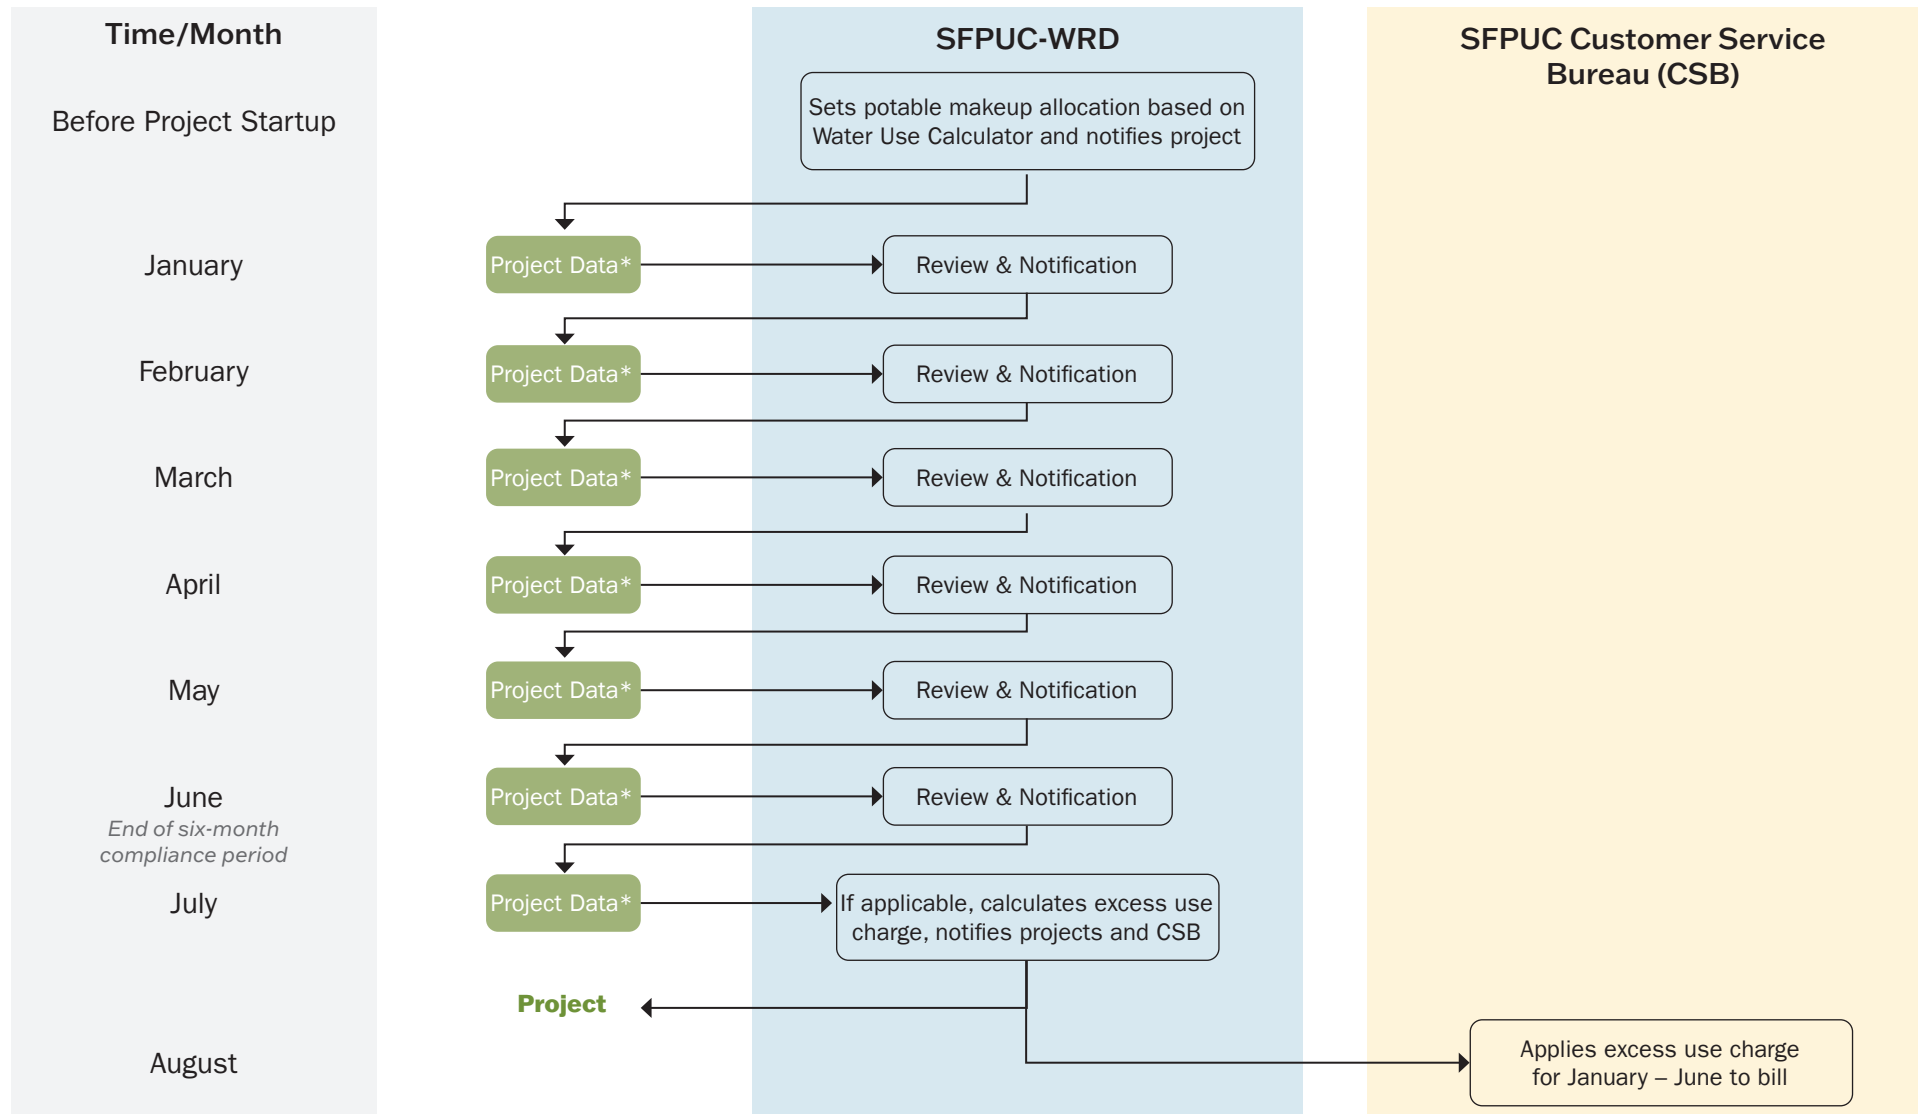 Time/Month
SFPUC-WRD
SFPUC Customer Service
Bureau (CSB)
Before Project Startup
Sets potable makeup allocation based on
Water Use Calculator and notifies project
January
Project Data*
Review & Notification
February
Project Data*
Review & Notification
March
Project Data*
Review & Notification
April
Project Data*
Review & Notification
May
Project Data*
Review & Notification
June
End of six-month
compliance period
Project Data*
Review & Notification
July
Project Data*
If applicable, calculates excess use
charge, notifies projects and CSB
Project
August
Applies excess use charge
for January – June to bill